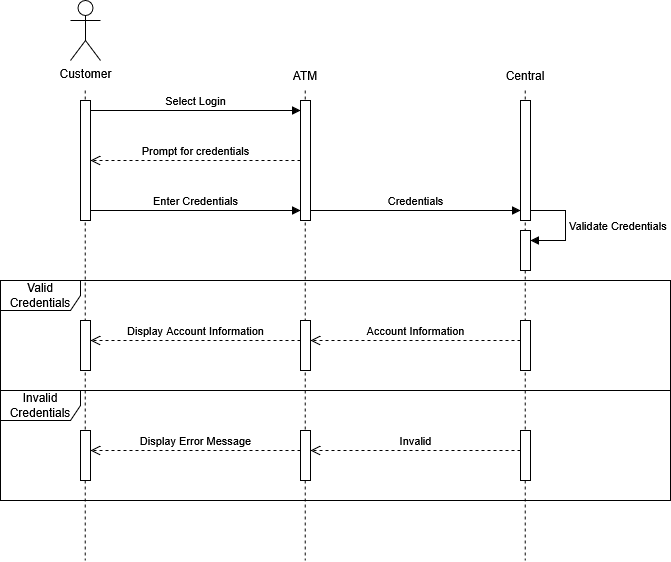 Customer
ATM
Central
Select Login
Prompt for credentials
Enter Credentials
Credentials
Validate Credentials
Valid
Credentials
Display Account Information
Account Information
Invalid
Credentials
Display Error Message
Invalid